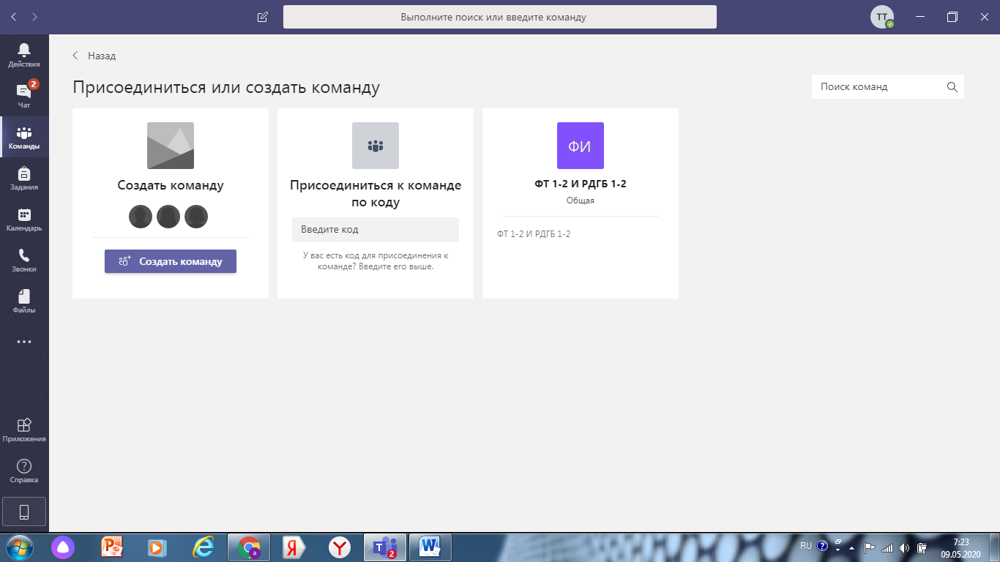 Выполните поиск или введите команду
ТТ
Действия
2
Чат
Команды
Задания
Календарь
Звонки
Файлы
Приложения
Справка
Назад
Присоединиться или создать команду
Поиск команд
Создать команду
Создать команду
Присоединиться к команде
по коду
Введите код
У вас есть код для присоединения к
команде? Введите его выше.
ФИ
ФТ 1-2 И РДГБ 1-2
Общая
ФТ 1-2 И РДГБ 1-2
a
Я
Y
T
2
W
RU
7:23
09.05.2020